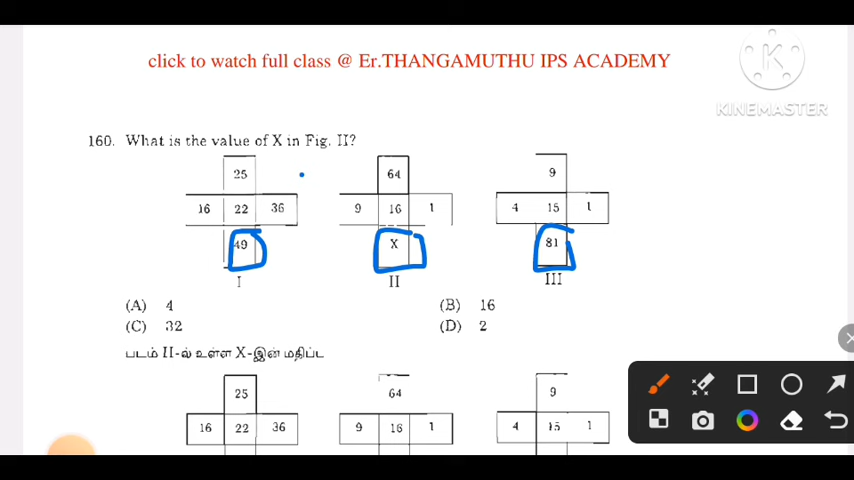 click to watch full class @ Er.THANGAMUTHU IPS ACADEMY
KINEMASTER
160. What is the value of X in Fig. II?
25 64 9
16 22 36 9 16 1 4 15 1
49 X 81
I II III
(A) 4 (B) 16
(C) 32 (D) 2
படம் II-ல் உள்ள X-இன் மதிப்ட
25 64 9
16 22 36 9 16 1 4 15 1